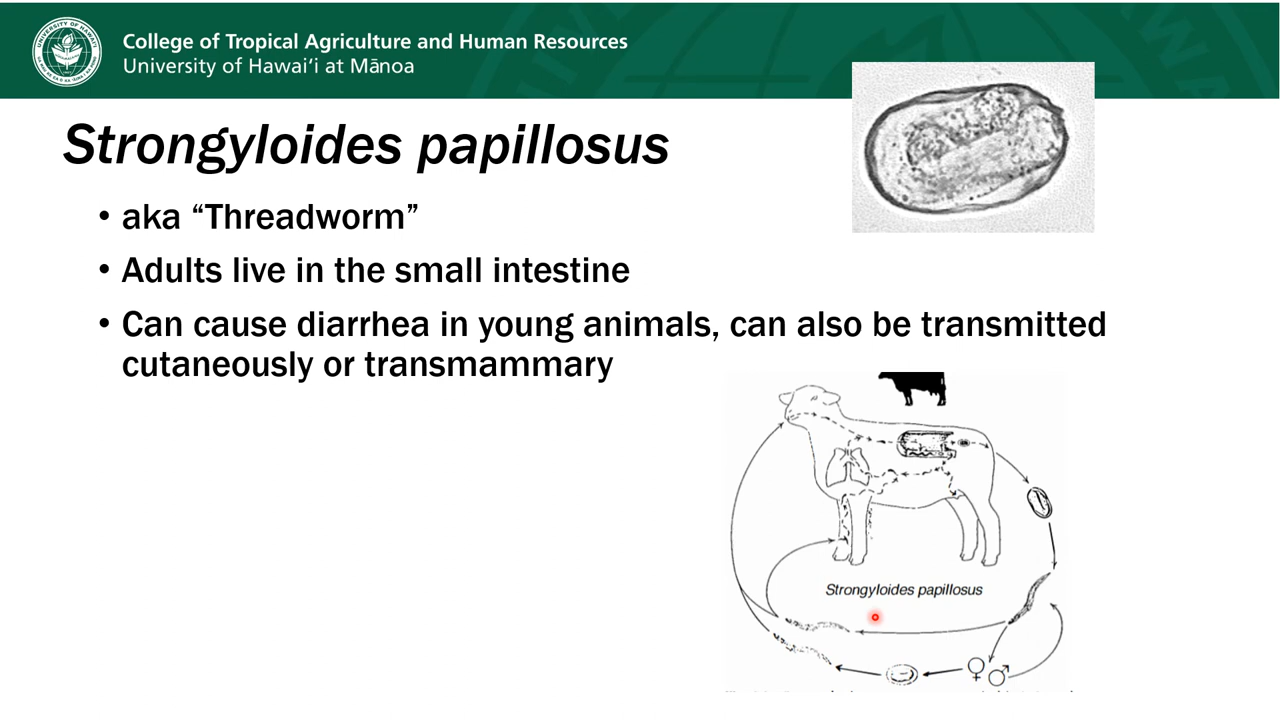 College of Tropical Agriculture and Human Resources
University of Hawai‘i at Mānoa
Strongyloides papillosus
• aka “Threadworm”
• Adults live in the small intestine
• Can cause diarrhea in young animals, can also be transmitted
cutaneously or transmammary
Strongyloides papillosus